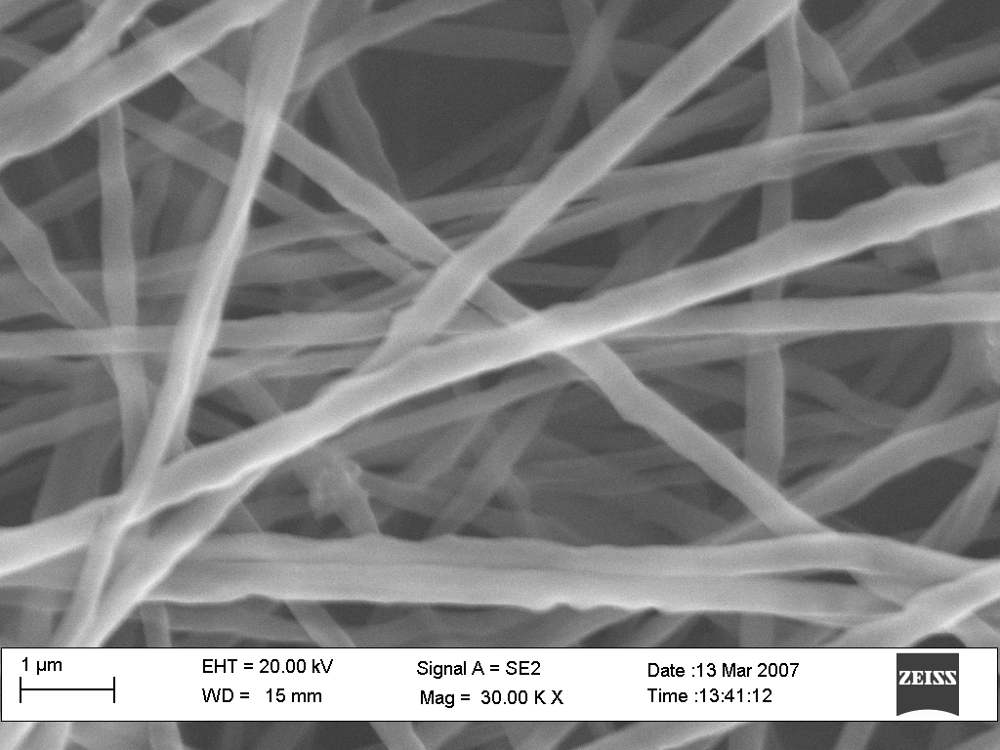 1 µm
EHT = 20.00 kV
Signal A = SE2
Date :13 Mar 2007
WD = 15 mm
Mag = 30.00 K X
Time :13:41:12
ZEISS